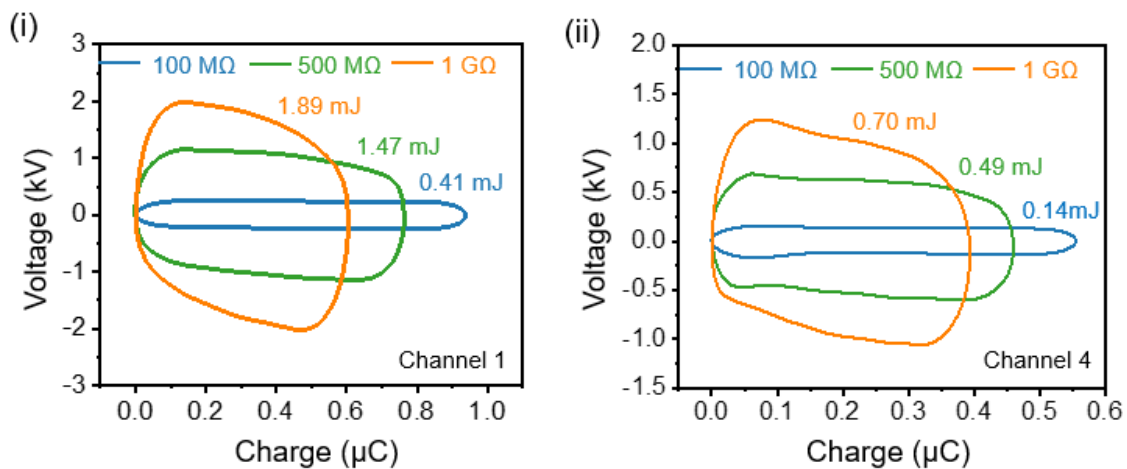 (i)
3
2
1
0
-1
-2
-3
Voltage (kV)
100 MΩ 500 MΩ 1 GΩ
1.89 mJ
1.47 mJ
0.41 mJ
Channel 1
0.0 0.2 0.4 0.6 0.8 1.0
Charge (µC)
(ii)
2.0
1.5
1.0
0.5
0.0
-0.5
-1.0
-1.5
Voltage (kV)
100 MΩ 500 MΩ 1 GΩ
0.70 mJ
0.49 mJ
0.14mJ
Channel 4
0.0 0.1 0.2 0.3 0.4 0.5 0.6
Charge (µC)